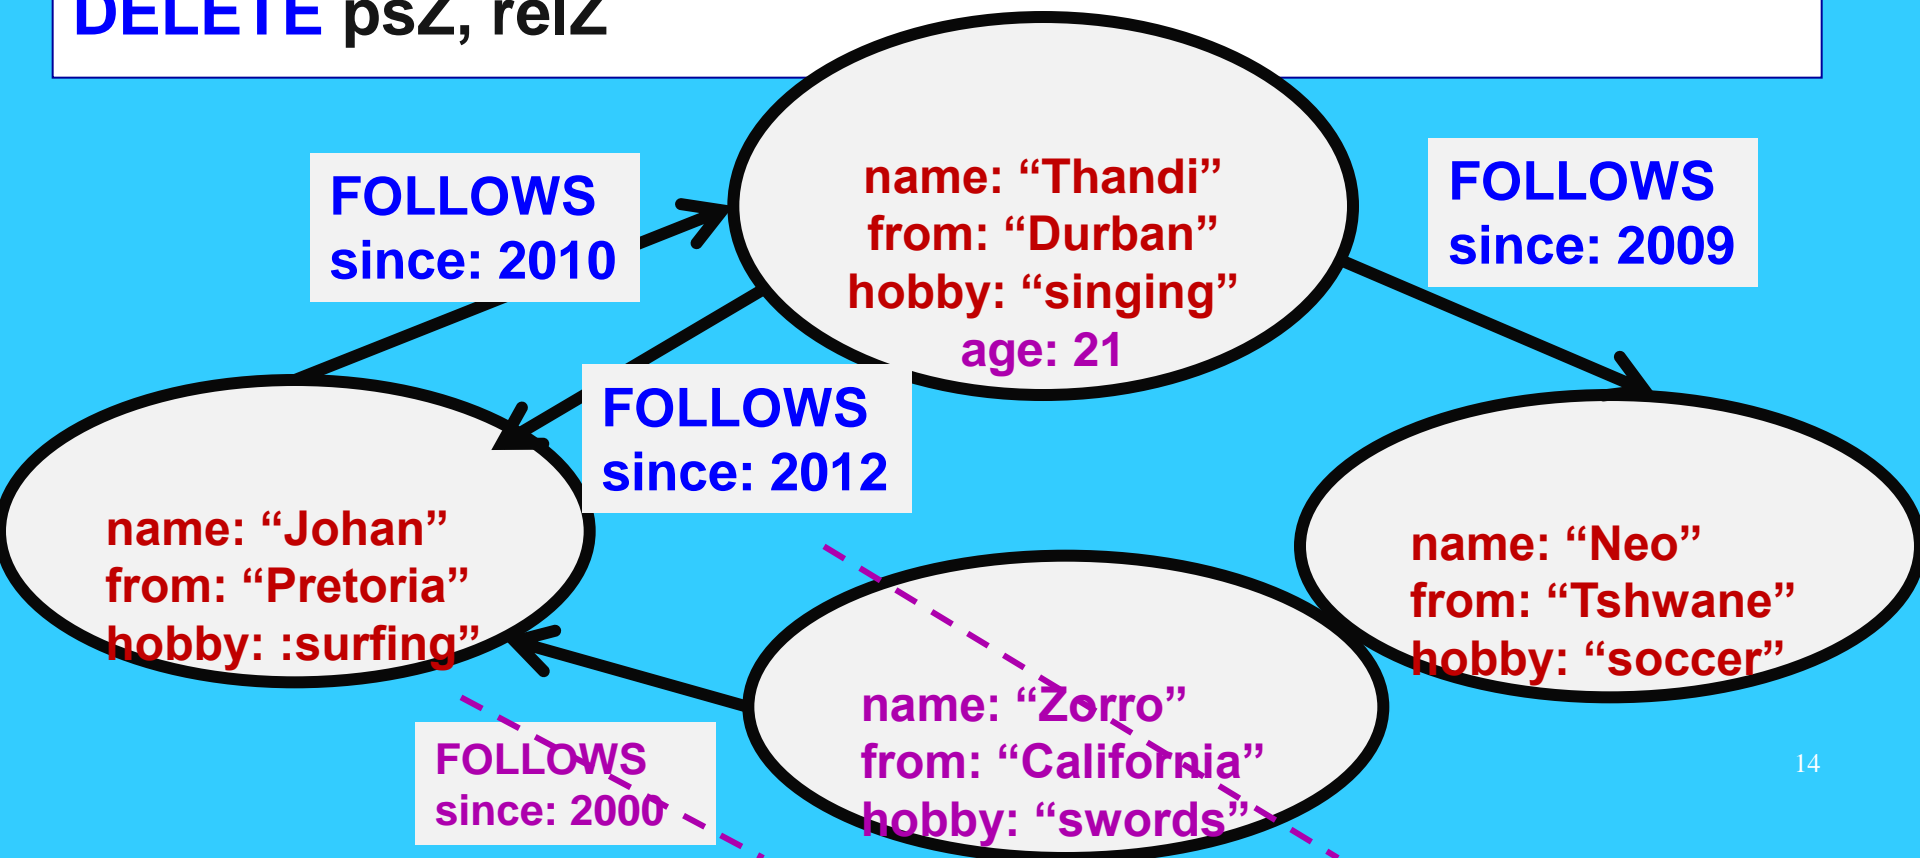 DELETE psZ, relZ
FOLLOWS
since: 2010
name: “Thandi”
from: “Durban”
hobby: “singing”
age: 21
FOLLOWS
since: 2009
FOLLOWS
since: 2012
name: “Johan”
from: “Pretoria”
hobby: :surfing”
name: “Neo”
from: “Tshwane”
hobby: “soccer”
name: “Zorro”
from: “California”
hobby: “swords”
FOLLOWS
since: 2000
14